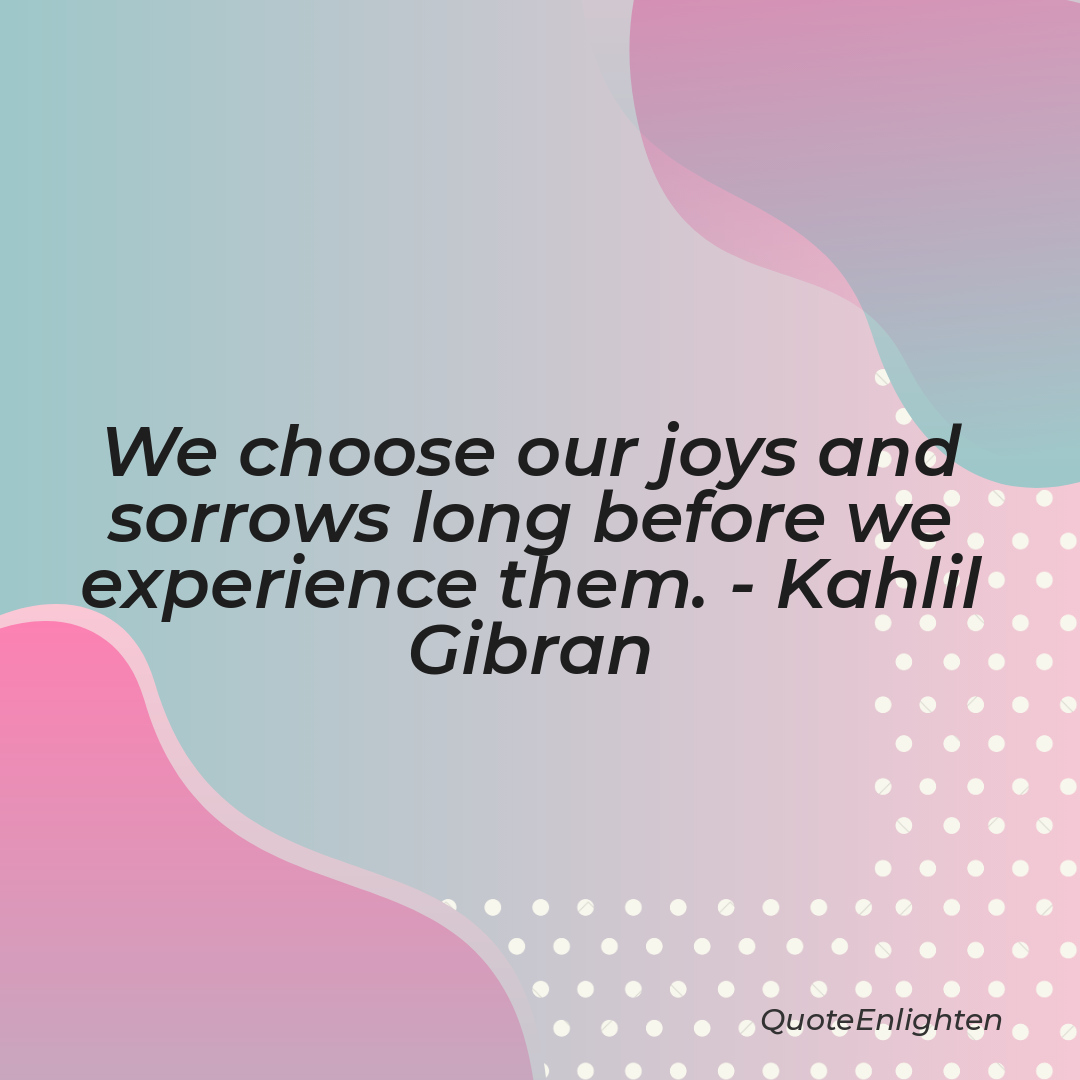 We choose our joys and
sorrows long before we
experience them. - Kahlil
Gibran
QuoteEnlighten